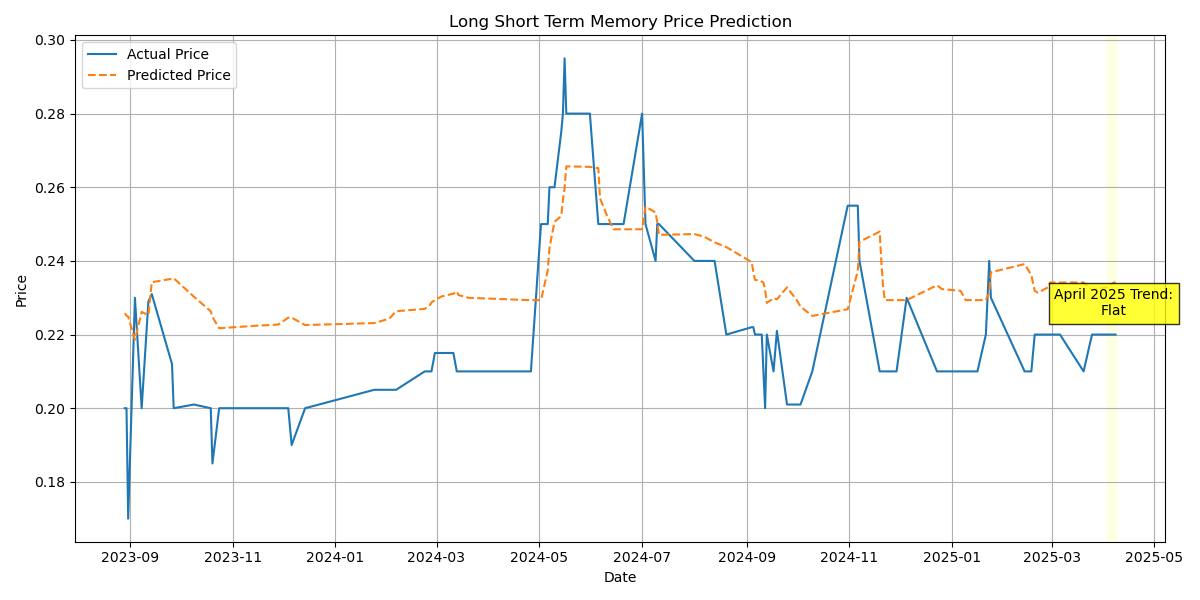 Long Short Term Memory Price Prediction
Actual Price
Predicted Price
Price
0.30
0.28
0.26
0.24
0.22
0.20
0.18
April 2025 Trend:
Flat
2023-09 2023-11 2024-01 2024-03 2024-05 2024-07 2024-09 2024-11 2025-01 2025-03 2025-05
Date